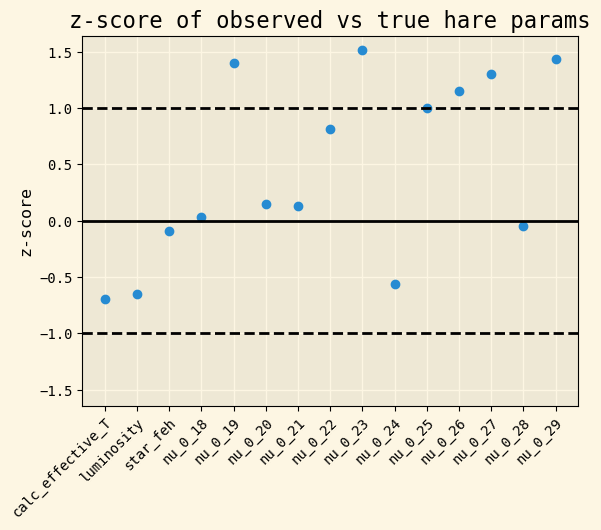 z-score of observed vs true hare params
z-score
1.5
1.0
0.5
0.0
−0.5
−1.0
−1.5
calc_effective_T
luminosity
star_feh
nu_0_18
nu_0_19
nu_0_20
nu_0_21
nu_0_22
nu_0_23
nu_0_24
nu_0_25
nu_0_26
nu_0_27
nu_0_28
nu_0_29